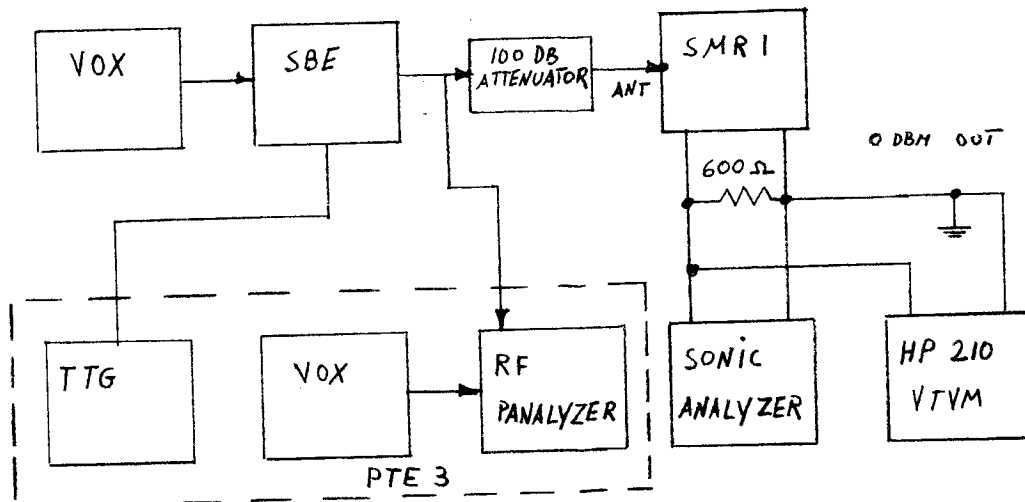 VOX
SBE
100 DB
ATTENUATOR
ANT
SMR 1
600 Ω
0 DBM OUT
TTG
VOX
RF
PANALYZER
SONIC
ANALYZER
HP 210
VTVM
PTE 3